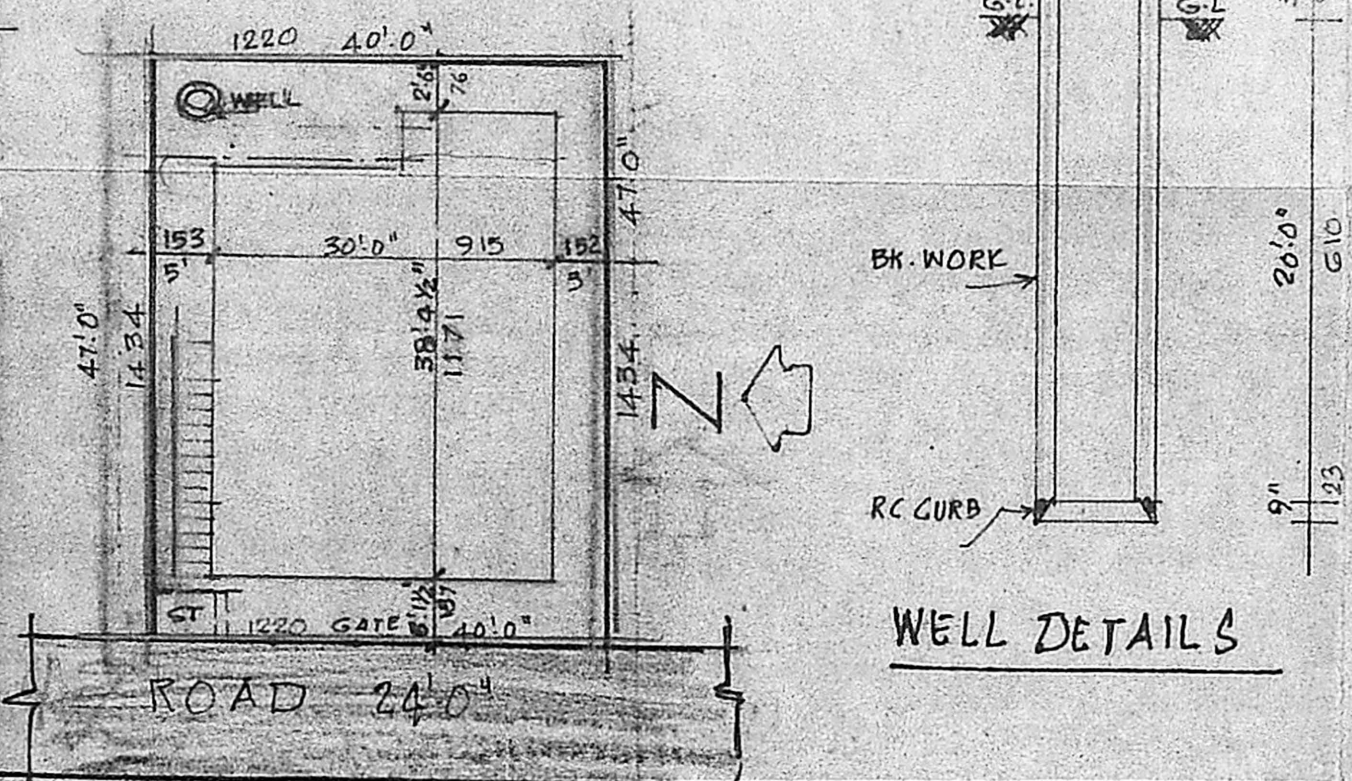 1220 40'.0"
WELL
2'.6"
76
47'.0"
1434
153
5'
30'.0"
915
152
5'
38'.4½"
1171
47'.0"
1434
N
ST
1220 GATE
40'.0"
ROAD 24'.0"
G.L.
G.L
BK. WORK
20'.0"
610
RC CURB
9"
23
WELL DETAILS